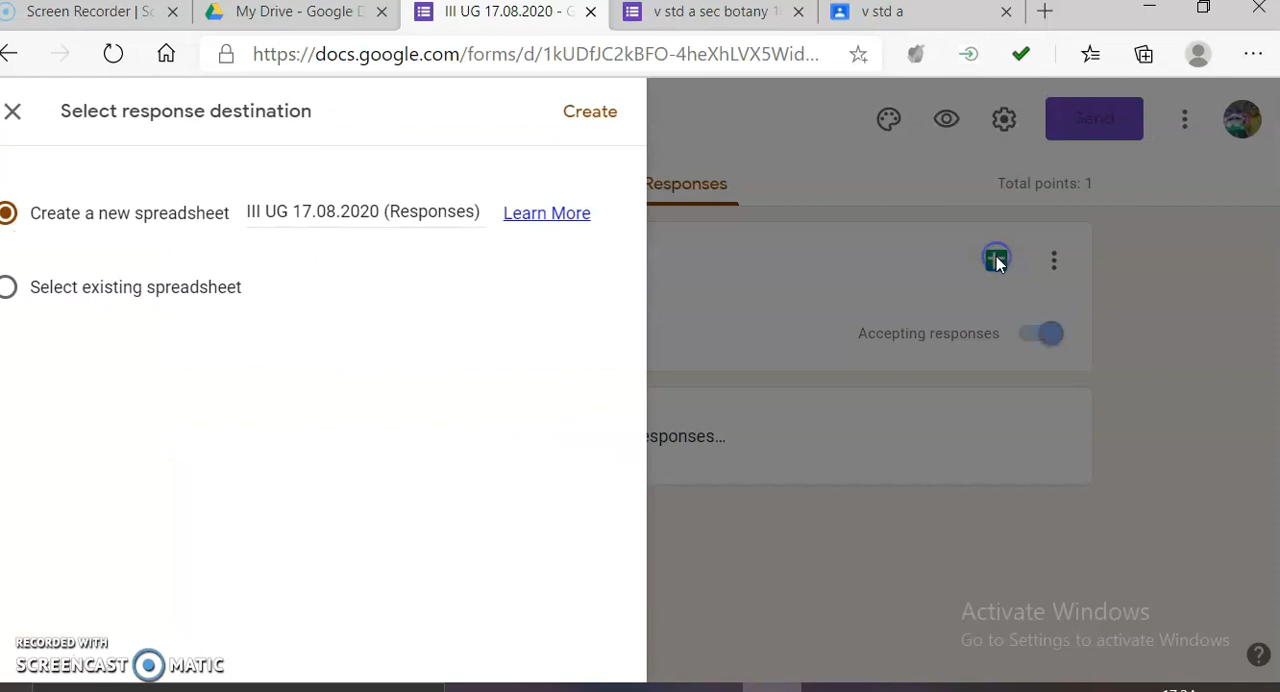 Screen Recorder | Sc
My Drive - Google D
III UG 17.08.2020 - G
v std a sec botany 1
v std a
https://docs.google.com/forms/d/1kUDfJC2kBFO-4heXhLVX5Wid...
Select response destination
Create
Send
Responses
Total points: 1
Create a new spreadsheet
III UG 17.08.2020 (Responses)
Learn More
Select existing spreadsheet
Accepting responses
esponses...
Activate Windows
Go to Settings to activate Windows
RECORDED WITH
SCREENCAST MATIC